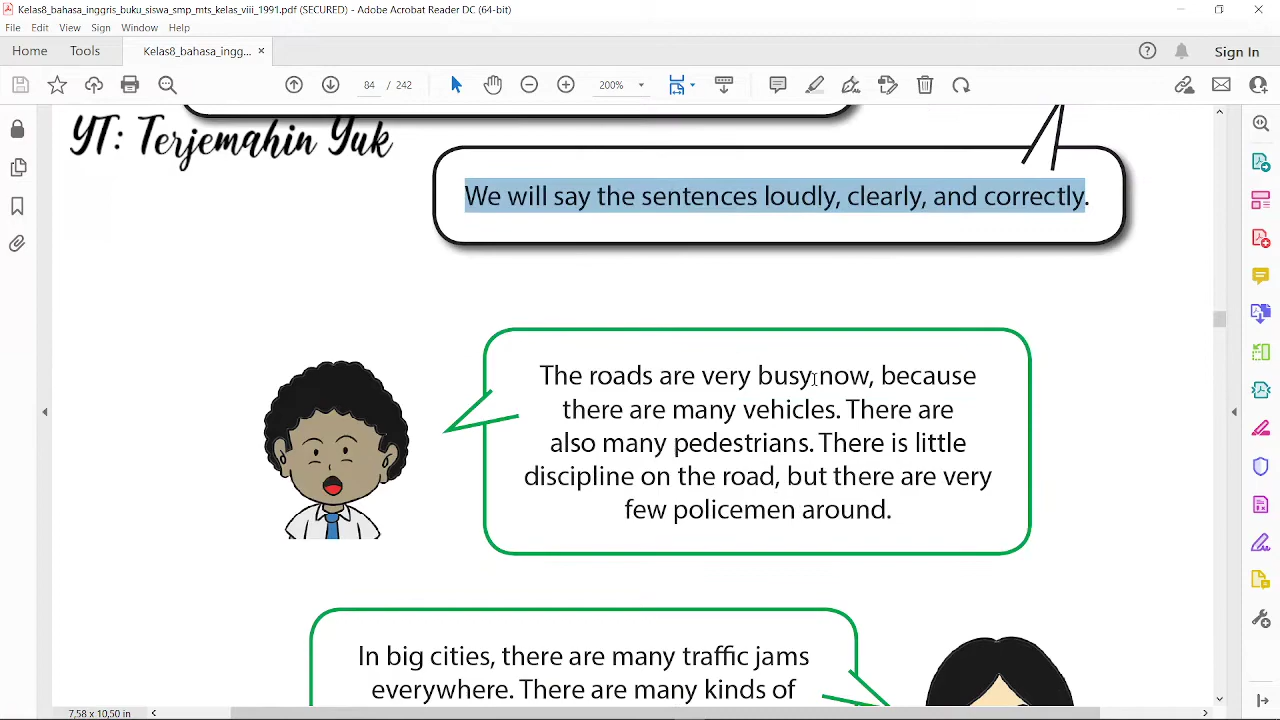 Kelas8_bahasa_inggris_buku_siswa_smp_mts_kelas_viii_1991.pdf (SECURED) - Adobe Acrobat Reader DC (64-bit)
File Edit View Sign Window Help
Home Tools Kelas8_bahasa_ingg... × Sign In
84 / 242 200%
YT: Terjemahin Yuk
We will say the sentences loudly, clearly, and correctly.
The roads are very busy now, because
there are many vehicles. There are
also many pedestrians. There is little
discipline on the road, but there are very
few policemen around.
In big cities, there are many traffic jams
everywhere. There are many kinds of
7,58 x 10,50 in